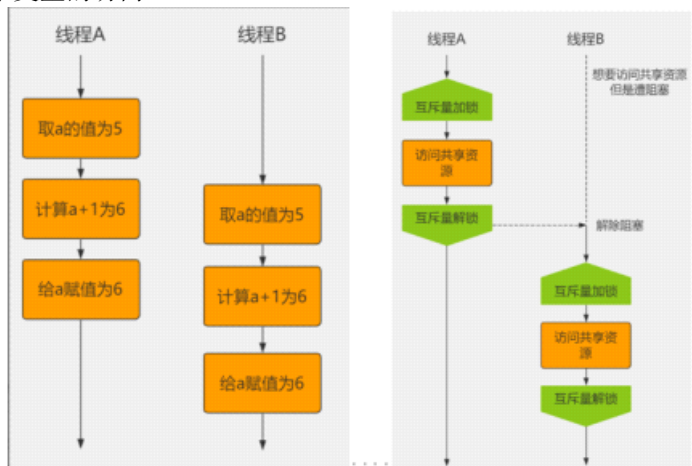 线程A
线程B
取a的值为5
计算a+1为6
给a赋值为6
取a的值为5
计算a+1为6
给a赋值为6
线程A
线程B
想要访问共享资源
但是遭阻塞
互斥量加锁
访问共享资
源
互斥量解锁
解除阻塞
互斥量加锁
访问共享资
源
互斥量解锁